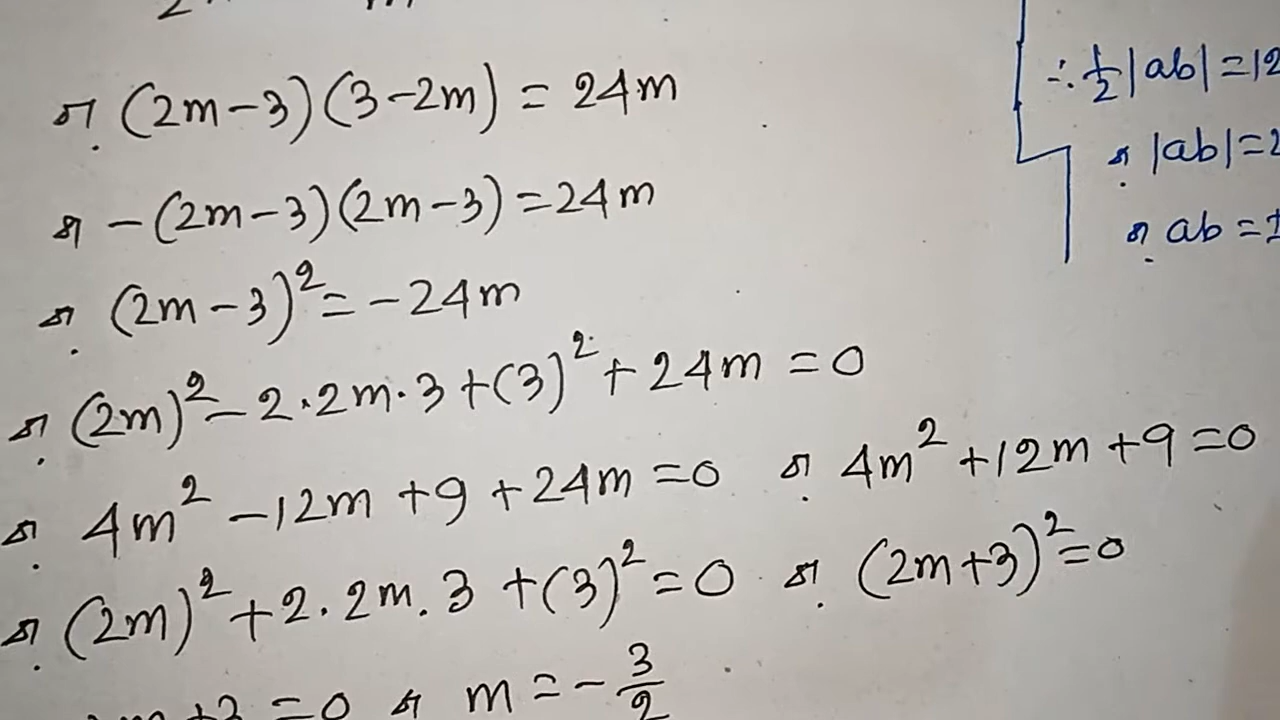 বা, (2m-3)(3-2m) = 24m
বা, -(2m-3)(2m-3) = 24m
বা, (2m-3)² = -24m
বা, (2m)² - 2·2m·3 + (3)² + 24m = 0
বা, 4m² - 12m + 9 + 24m = 0 বা, 4m² + 12m + 9 = 0
বা, (2m)² + 2·2m·3 + (3)² = 0 বা, (2m+3)² = 0
+3 = 0 বা m = -3/2
∴ 1/2|ab| = 12
বা, |ab| = 2
বা, ab = ±